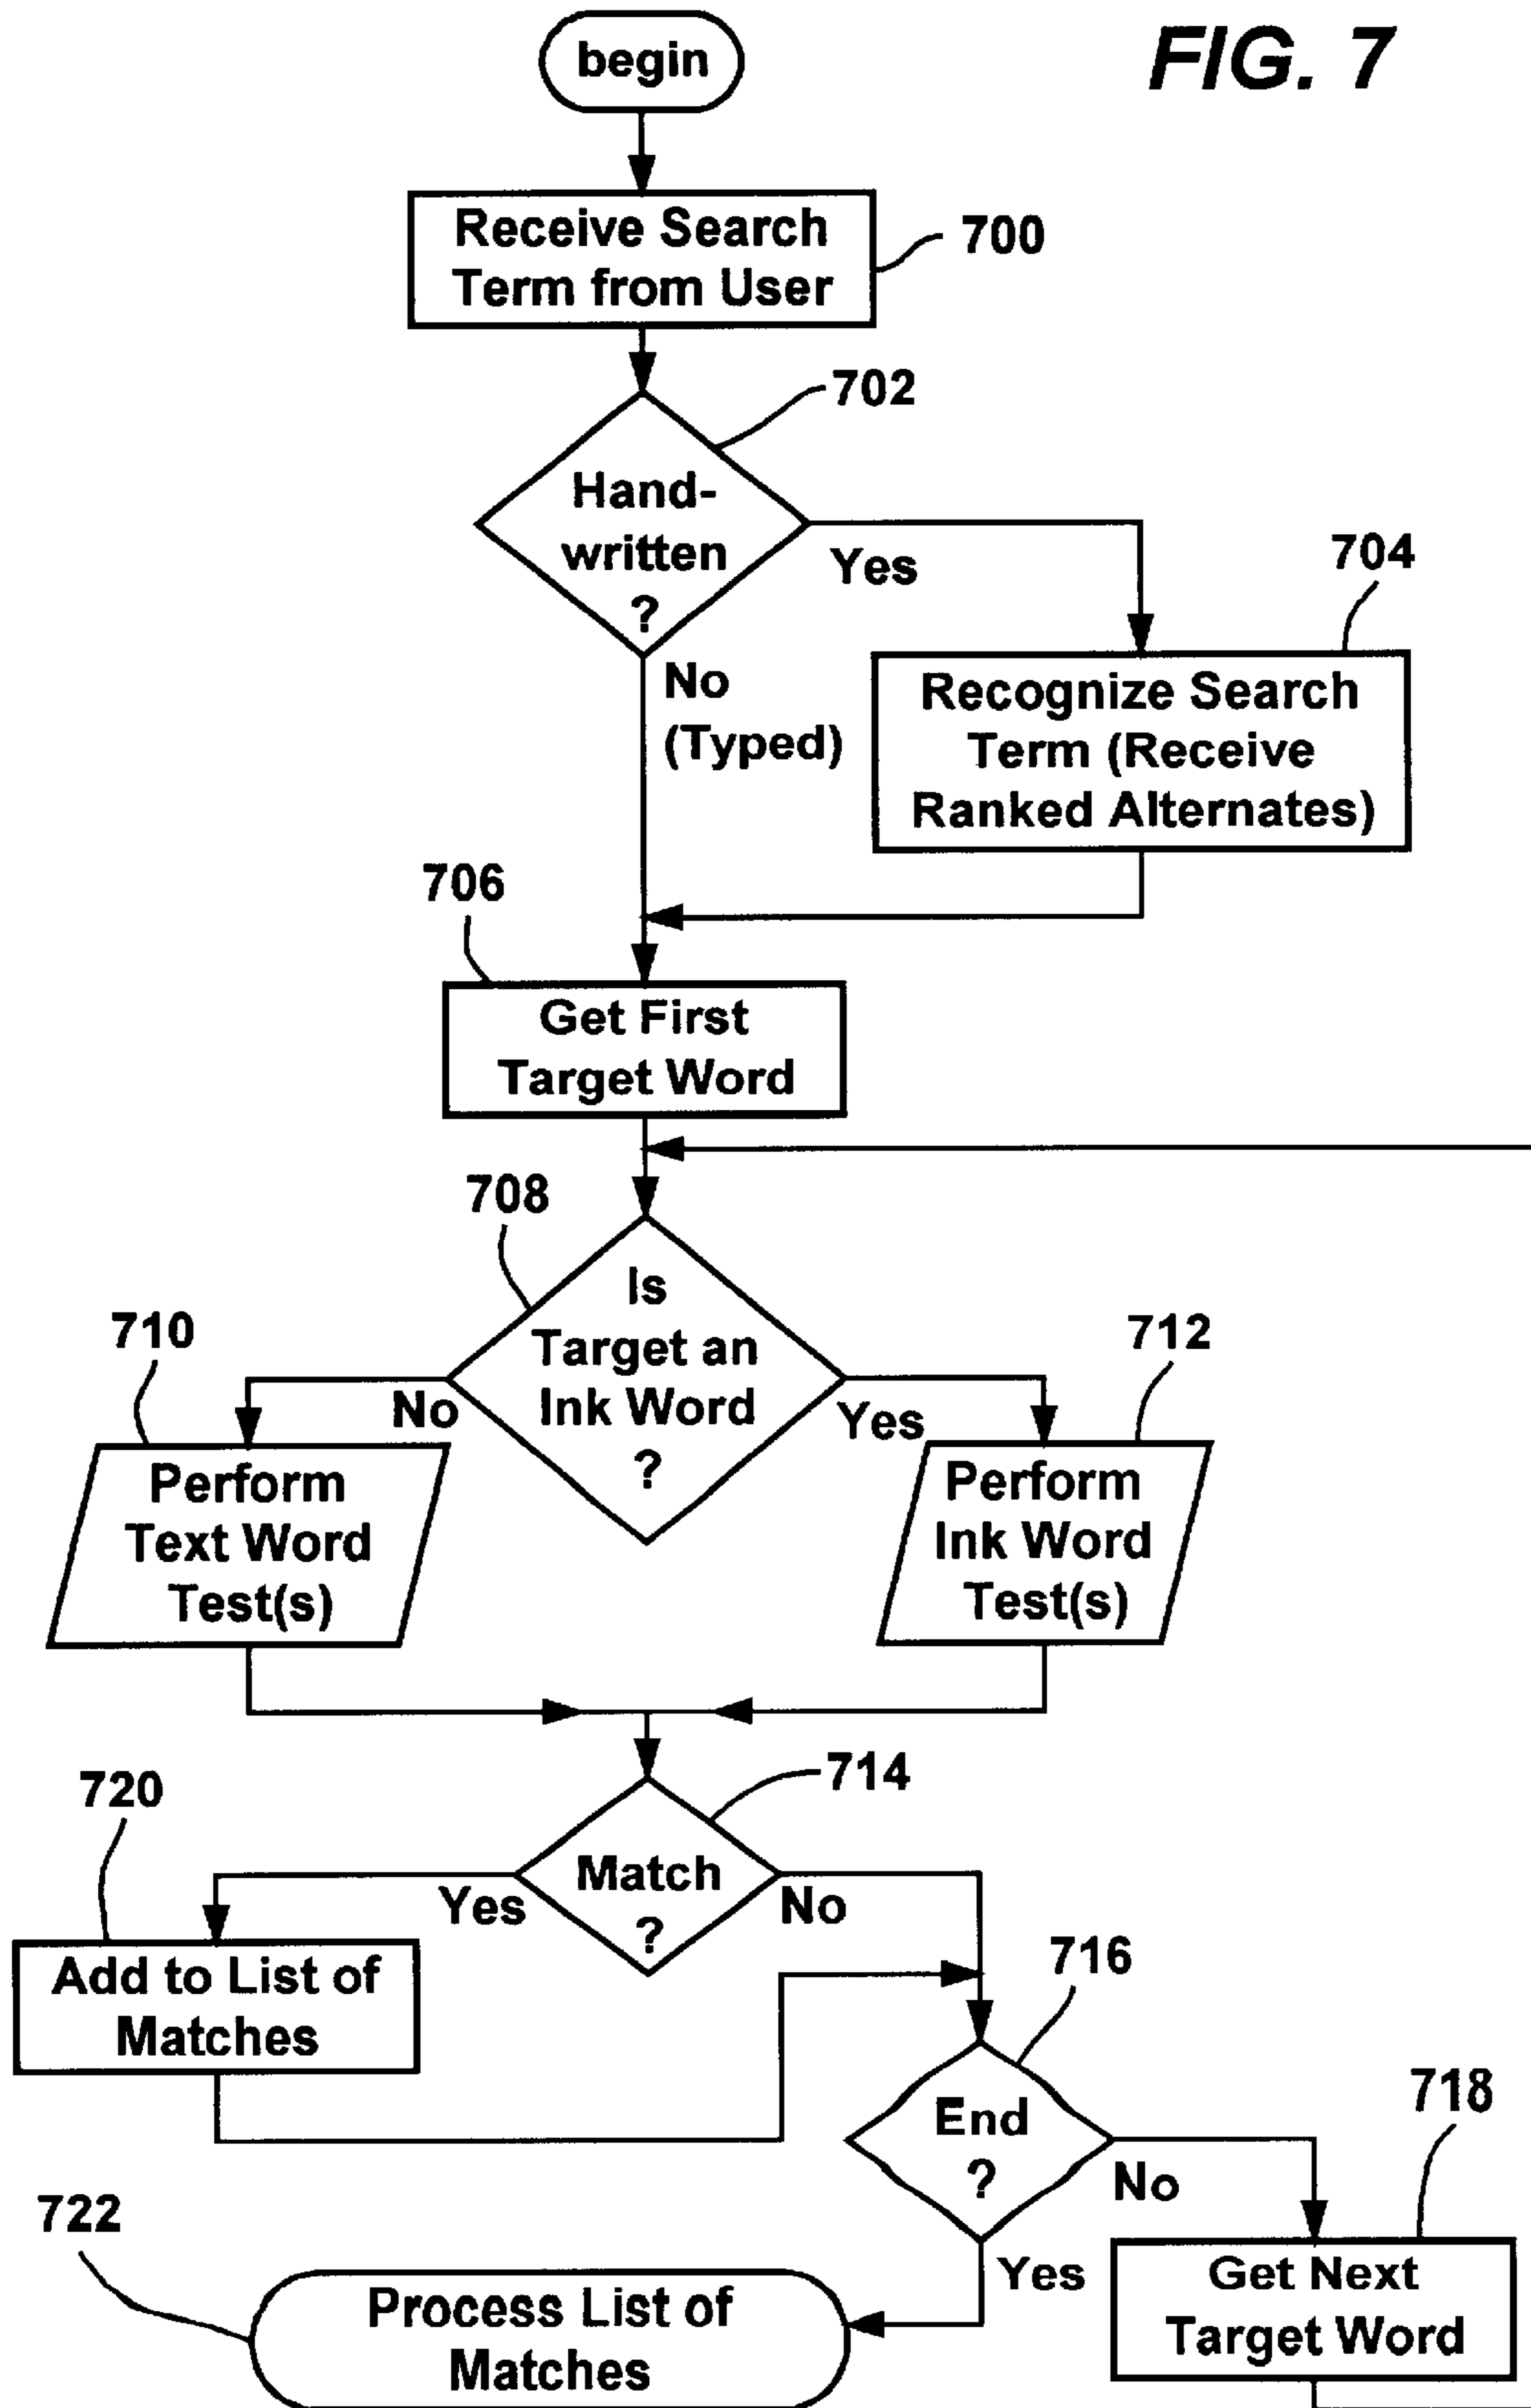 FIG. 7
begin
Receive Search
Term from User
700
702
Hand-
written
?
Yes
No
(Typed)
704
Recognize Search
Term (Receive
Ranked Alternates)
706
Get First
Target Word
708
Is
Target an
Ink Word
?
No
Yes
710
Perform
Text Word
Test(s)
712
Perform
Ink Word
Test(s)
714
Match
?
Yes
No
720
Add to List of
Matches
716
End
?
No
Yes
718
Get Next
Target Word
722
Process List of
Matches